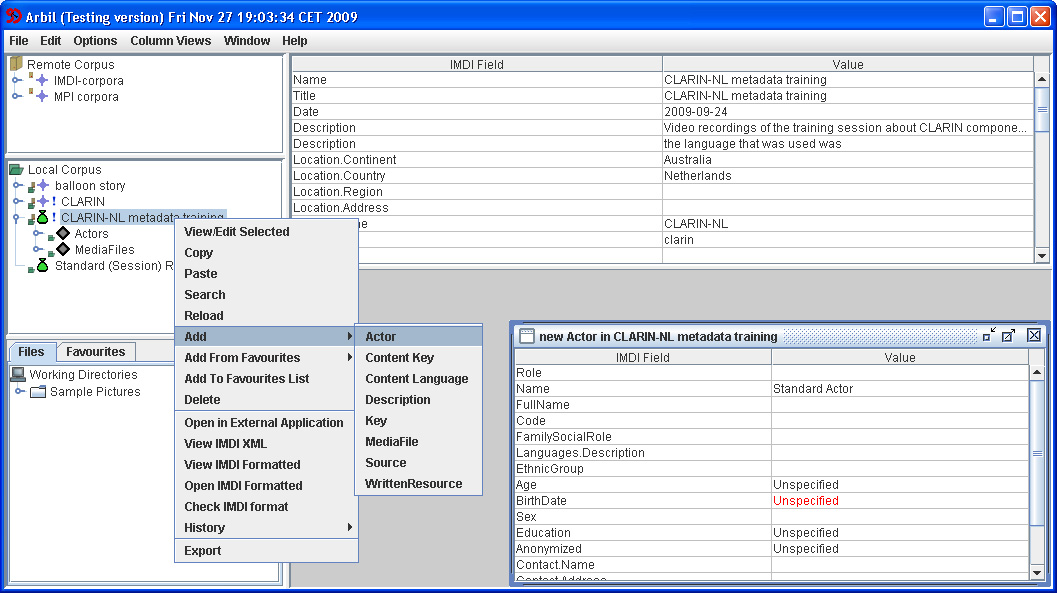 Arbil (Testing version) Fri Nov 27 19:03:34 CET 2009
File Edit Options Column Views Window Help
Remote Corpus
IMDI-corpora
MPI corpora
Local Corpus
balloon story
! CLARIN
! CLARIN-NL metadata training
Actors
MediaFiles
Standard (Session) R
Files Favourites
Working Directories
Sample Pictures
IMDI Field Value
Name CLARIN-NL metadata training
Title CLARIN-NL metadata training
Date 2009-09-24
Description Video recordings of the training session about CLARIN compone...
Description the language that was used was
Location.Continent Australia
Location.Country Netherlands
Location.Region
Location.Address
CLARIN-NL
clarin
View/Edit Selected
Copy
Paste
Search
Reload
Add
Add From Favourites
Add To Favourites List
Delete
Open in External Application
View IMDI XML
View IMDI Formatted
Open IMDI Formatted
Check IMDI format
History
Export
Actor
Content Key
Content Language
Description
Key
MediaFile
Source
WrittenResource
new Actor in CLARIN-NL metadata training
IMDI Field Value
Role
Name Standard Actor
FullName
Code
FamilySocialRole
Languages.Description
EthnicGroup
Age Unspecified
BirthDate Unspecified
Sex
Education Unspecified
Anonymized Unspecified
Contact.Name
Contact.Address